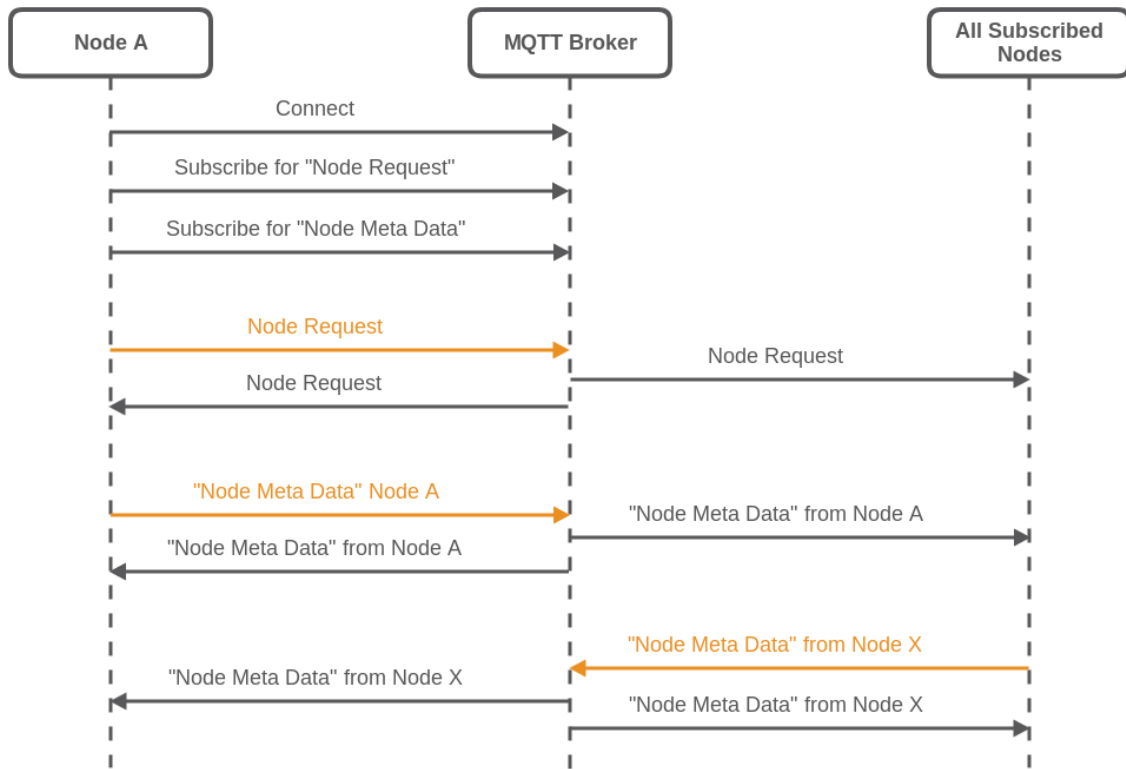 Node A
MQTT Broker
All Subscribed
Nodes
Connect
Subscribe for "Node Request"
Subscribe for "Node Meta Data"
Node Request
Node Request
Node Request
"Node Meta Data" Node A
"Node Meta Data" from Node A
"Node Meta Data" from Node A
"Node Meta Data" from Node X
"Node Meta Data" from Node X
"Node Meta Data" from Node X